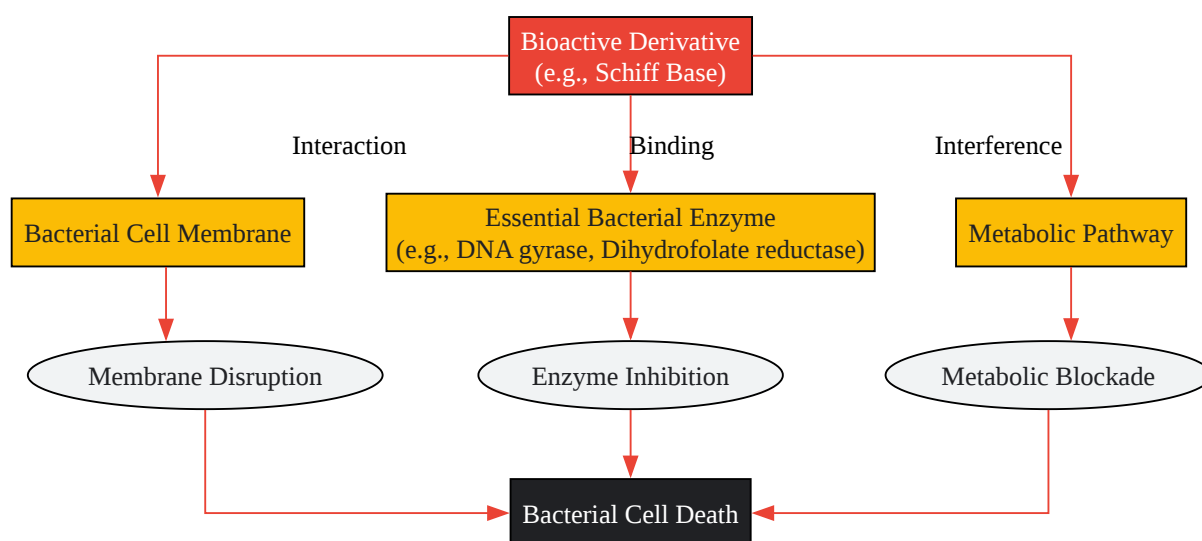 Bioactive Derivative
(e.g., Schiff Base)
Interaction
Binding
Interference
Bacterial Cell Membrane
Essential Bacterial Enzyme
(e.g., DNA gyrase, Dihydrofolate reductase)
Metabolic Pathway
Membrane Disruption
Enzyme Inhibition
Metabolic Blockade
Bacterial Cell Death